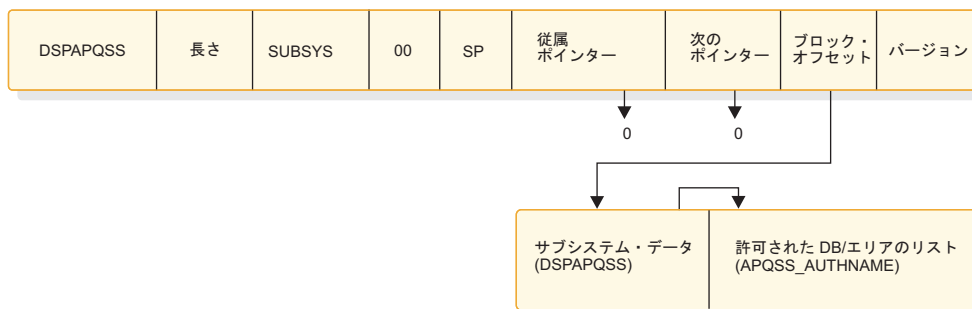 DSPAPQSS
長さ
SUBSYS
00
SP
従属
ポインター
次の
ポインター
ブロック・
オフセット
バージョン
0
0
サブシステム・データ
(DSPAPQSS)
許可された DB/エリアのリスト
(APQSS_AUTHNAME)